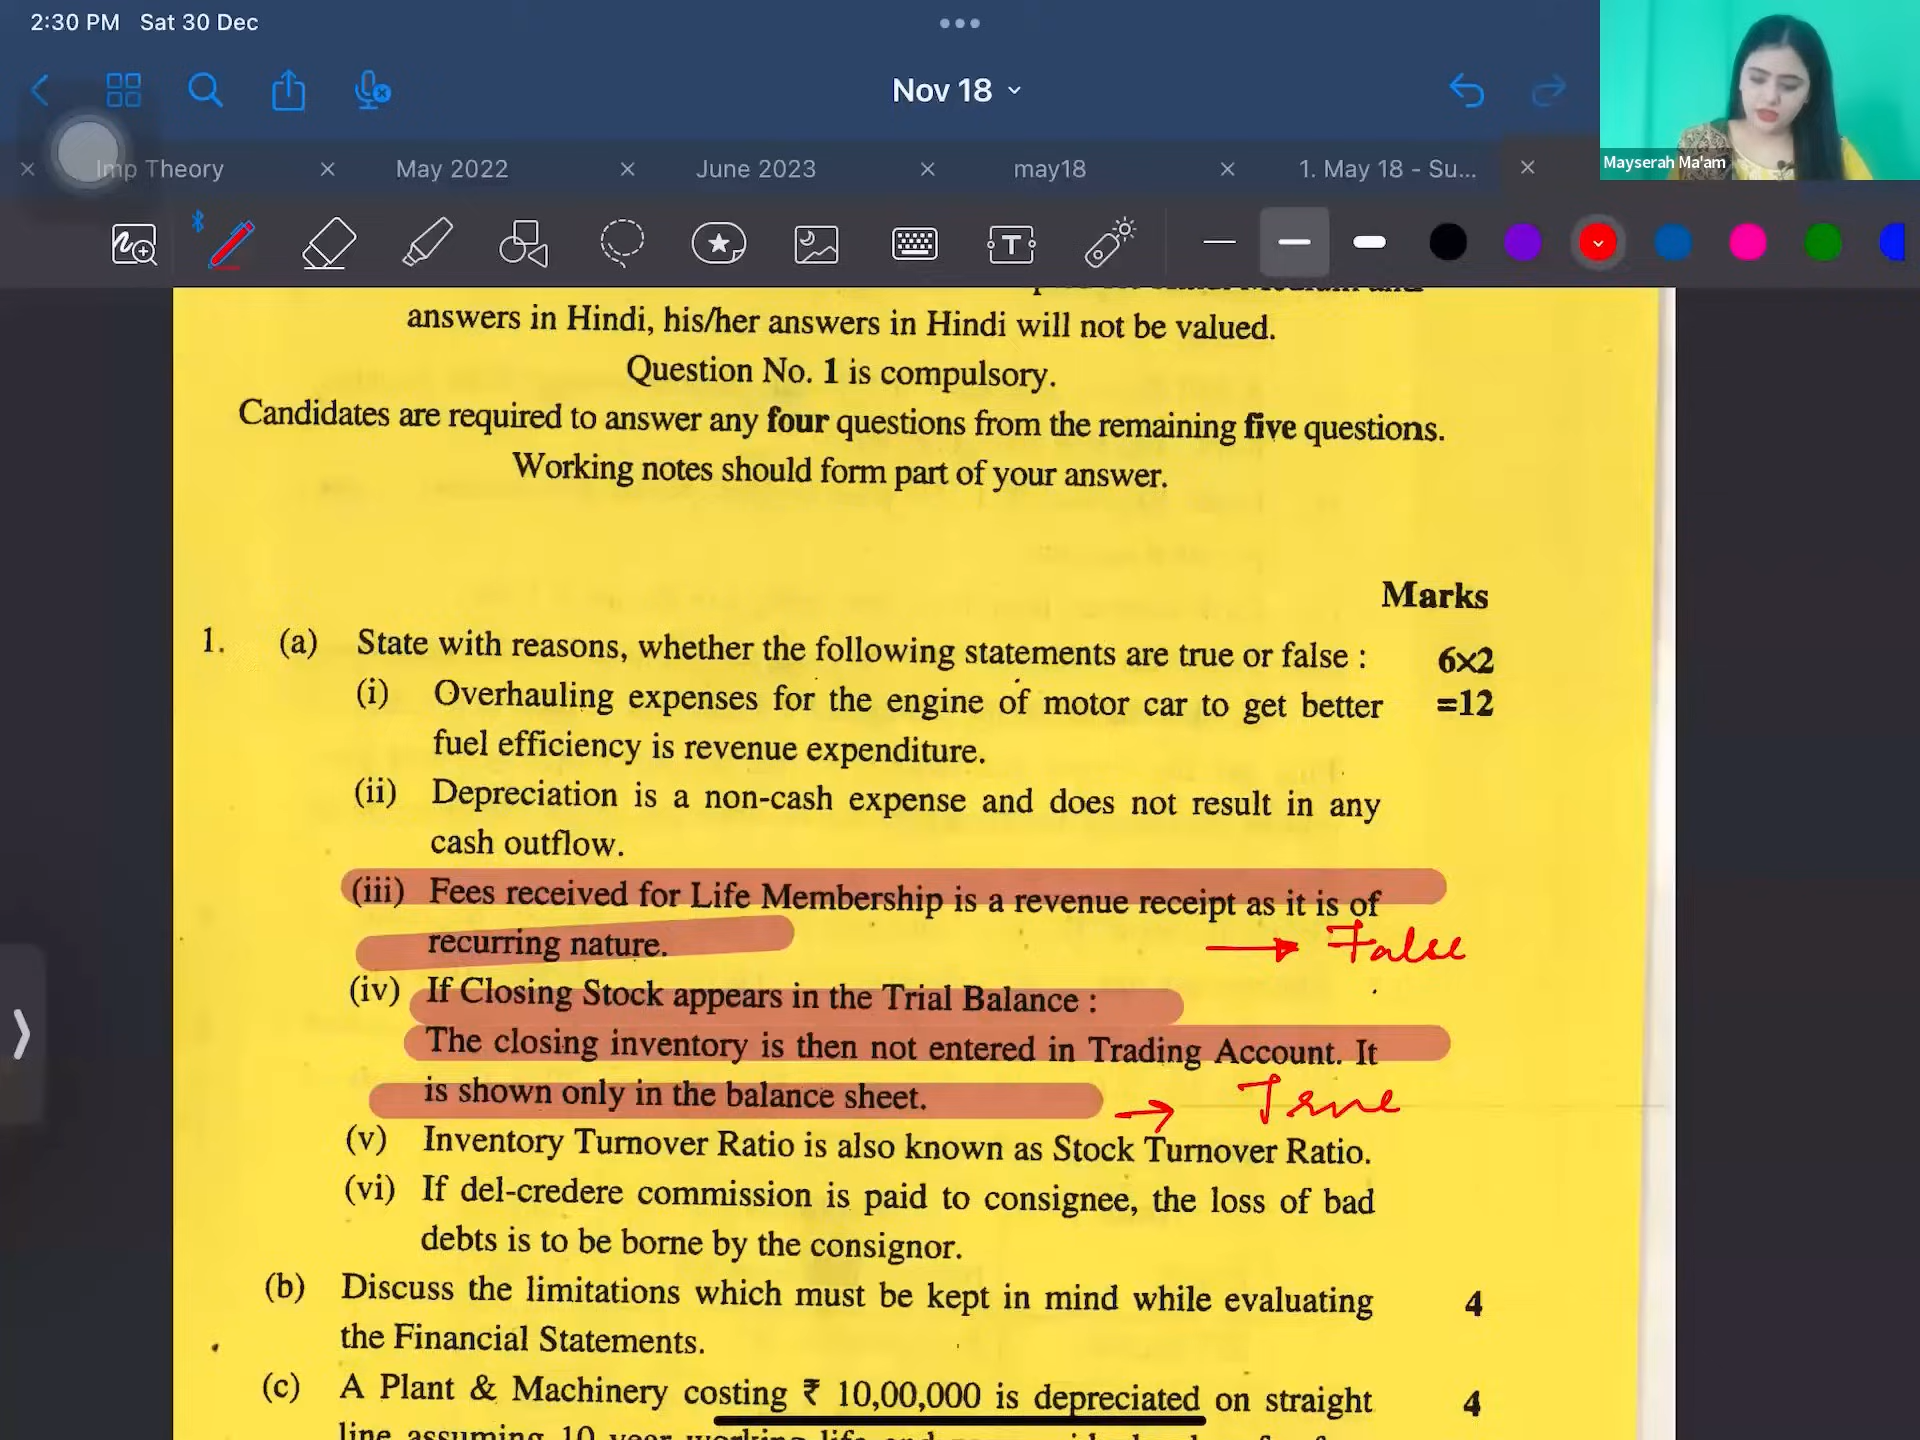 2:30 PM Sat 30 Dec
Nov 18
Imp Theory
May 2022
June 2023
may18
1. May 18 - Su...
Mayserah Ma'am
T
answers in Hindi, his/her answers in Hindi will not be valued.
Question No. 1 is compulsory.
Candidates are required to answer any four questions from the remaining five questions.
Working notes should form part of your answer.
Marks
1. (a) State with reasons, whether the following statements are true or false : 6×2
(i) Overhauling expenses for the engine of motor car to get better =12
fuel efficiency is revenue expenditure.
(ii) Depreciation is a non-cash expense and does not result in any
cash outflow.
(iii) Fees received for Life Membership is a revenue receipt as it is of
recurring nature. → False
(iv) If Closing Stock appears in the Trial Balance :
The closing inventory is then not entered in Trading Account. It
is shown only in the balance sheet. → True
(v) Inventory Turnover Ratio is also known as Stock Turnover Ratio.
(vi) If del-credere commission is paid to consignee, the loss of bad
debts is to be borne by the consignor.
(b) Discuss the limitations which must be kept in mind while evaluating 4
the Financial Statements.
(c) A Plant & Machinery costing ₹ 10,00,000 is depreciated on straight 4
line assuming 10 year working life